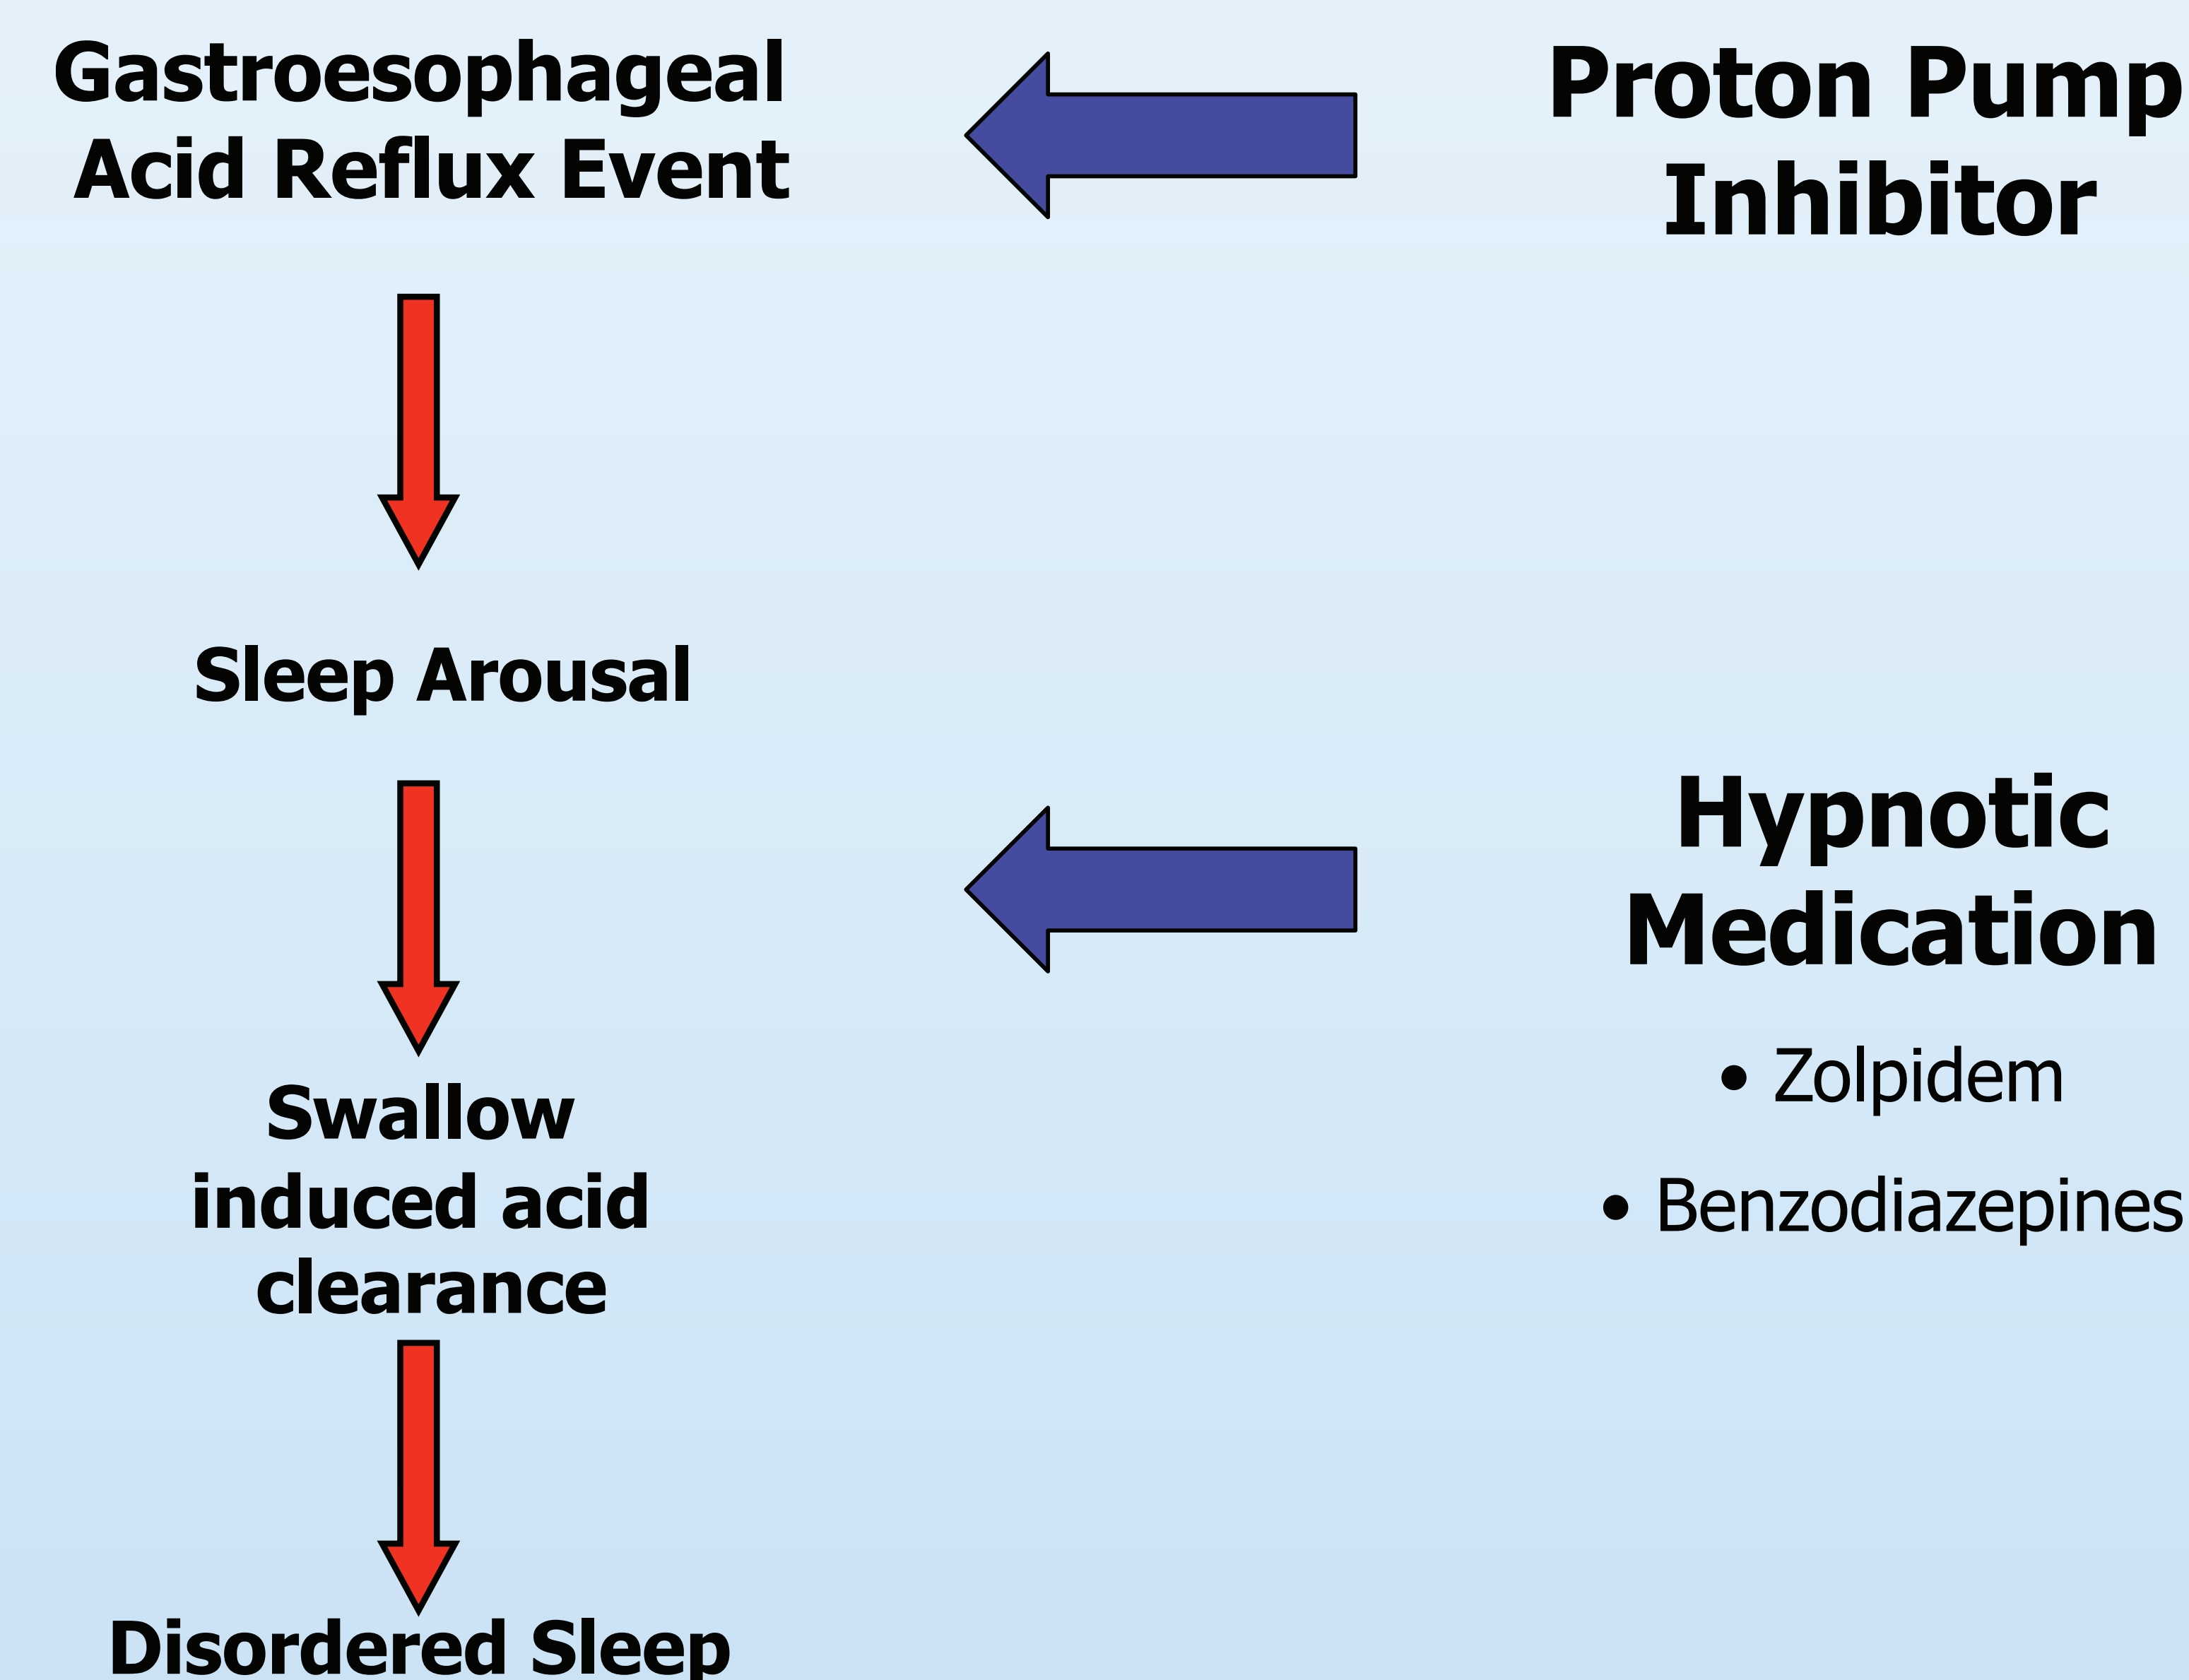 Gastroesophageal
Acid Reflux Event
Proton Pump
Inhibitor
Sleep Arousal
Hypnotic
Medication
• Zolpidem
• Benzodiazepines
Swallow
induced acid
clearance
Disordered Sleep